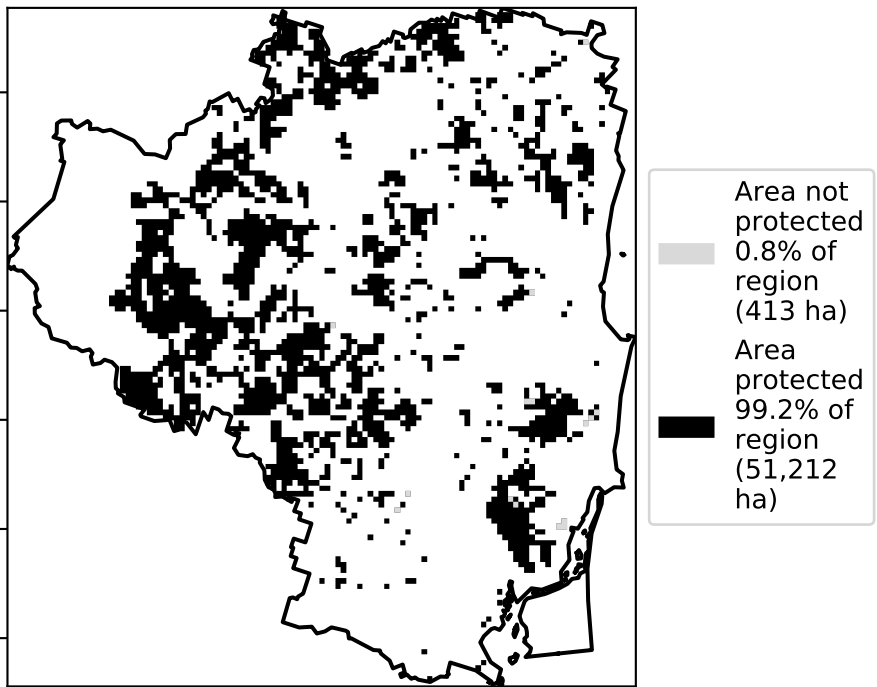 Area not
protected
0.8% of
region
(413 ha)
Area
protected
99.2% of
region
(51,212
ha)